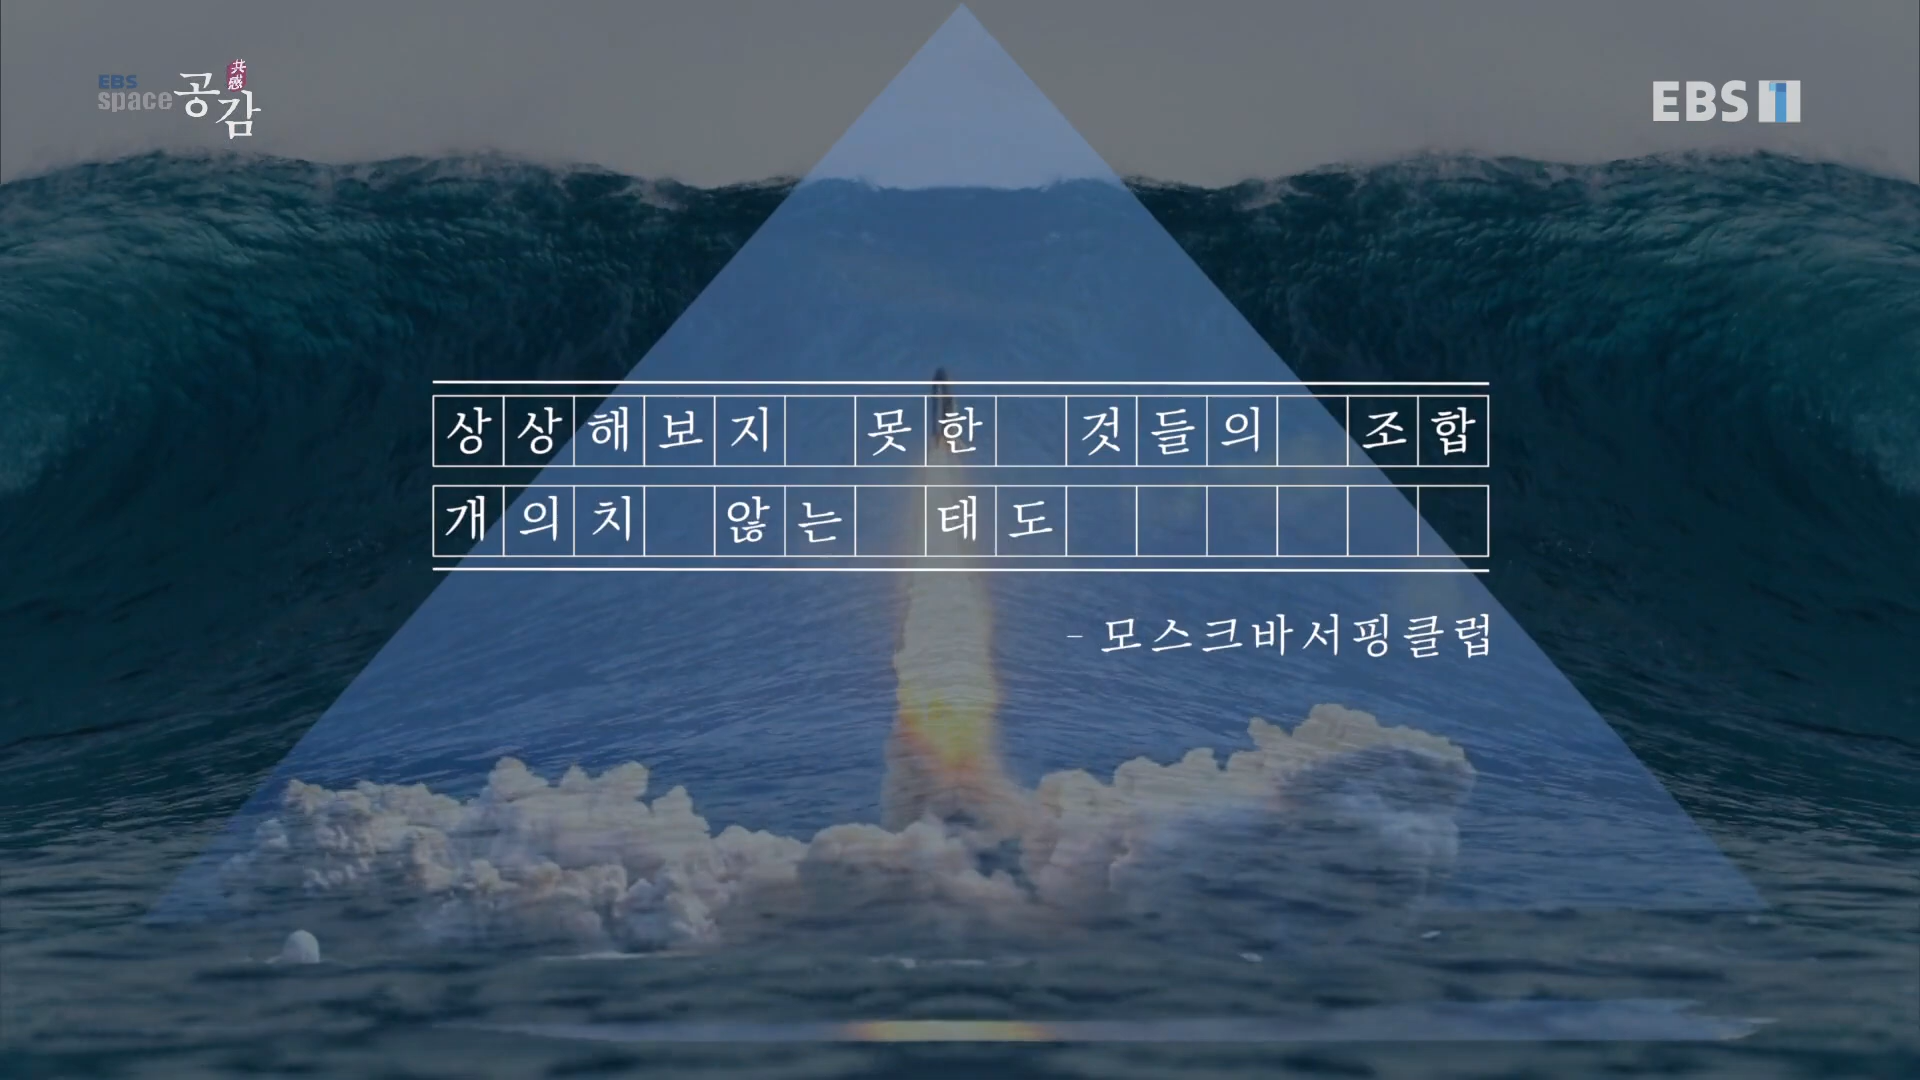 EBS
space 공감
共感
EBS 1
상상해보지 못한 것들의 조합
개의치 않는 태도
- 모스크바서핑클럽